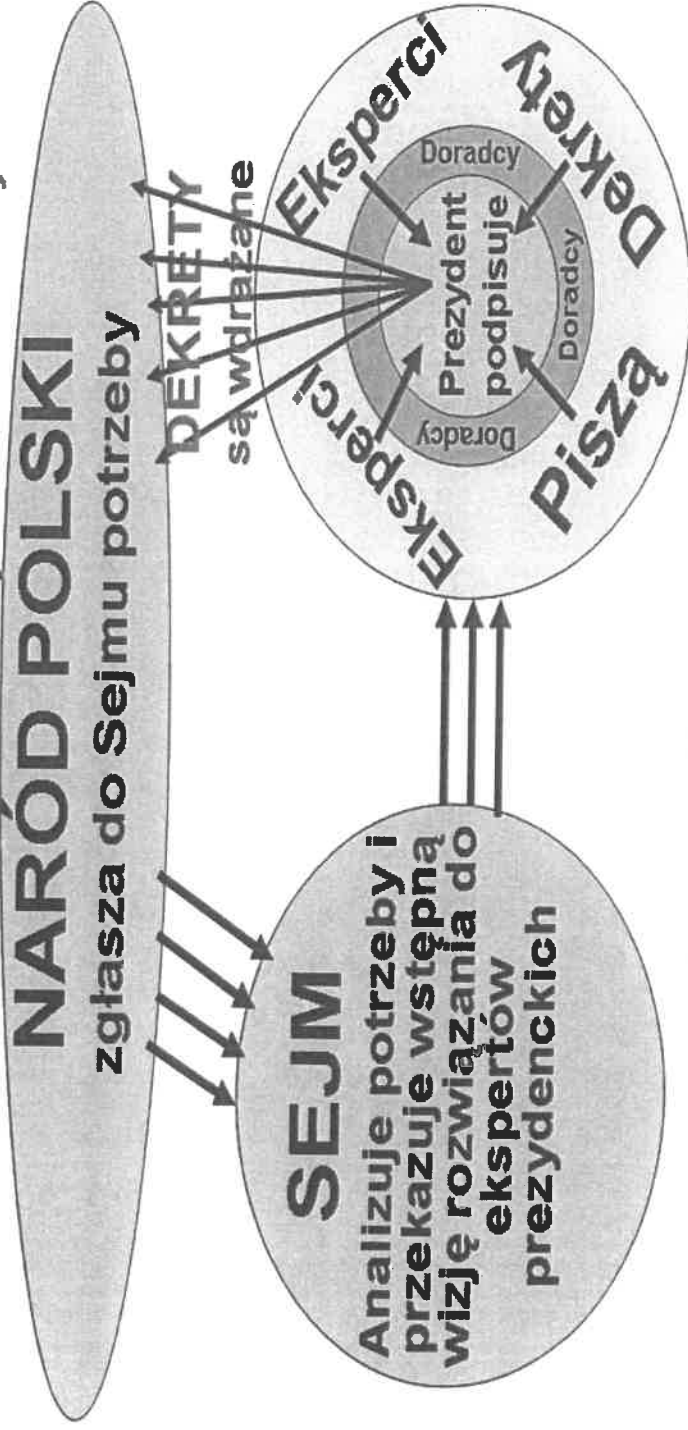 NARÓD POLSKI
zgłasza do Sejmu potrzeby
DEKRETY
są wdrażane
SEJM
Analizuje potrzeby i
przekazuje wstępną
wizję rozwiązania do
ekspertów
prezydenckich
Eksperci
Eksperci
Piszą
Dekrety
Doradcy
Doradcy
Doradcy
Prezydent
podpisuje